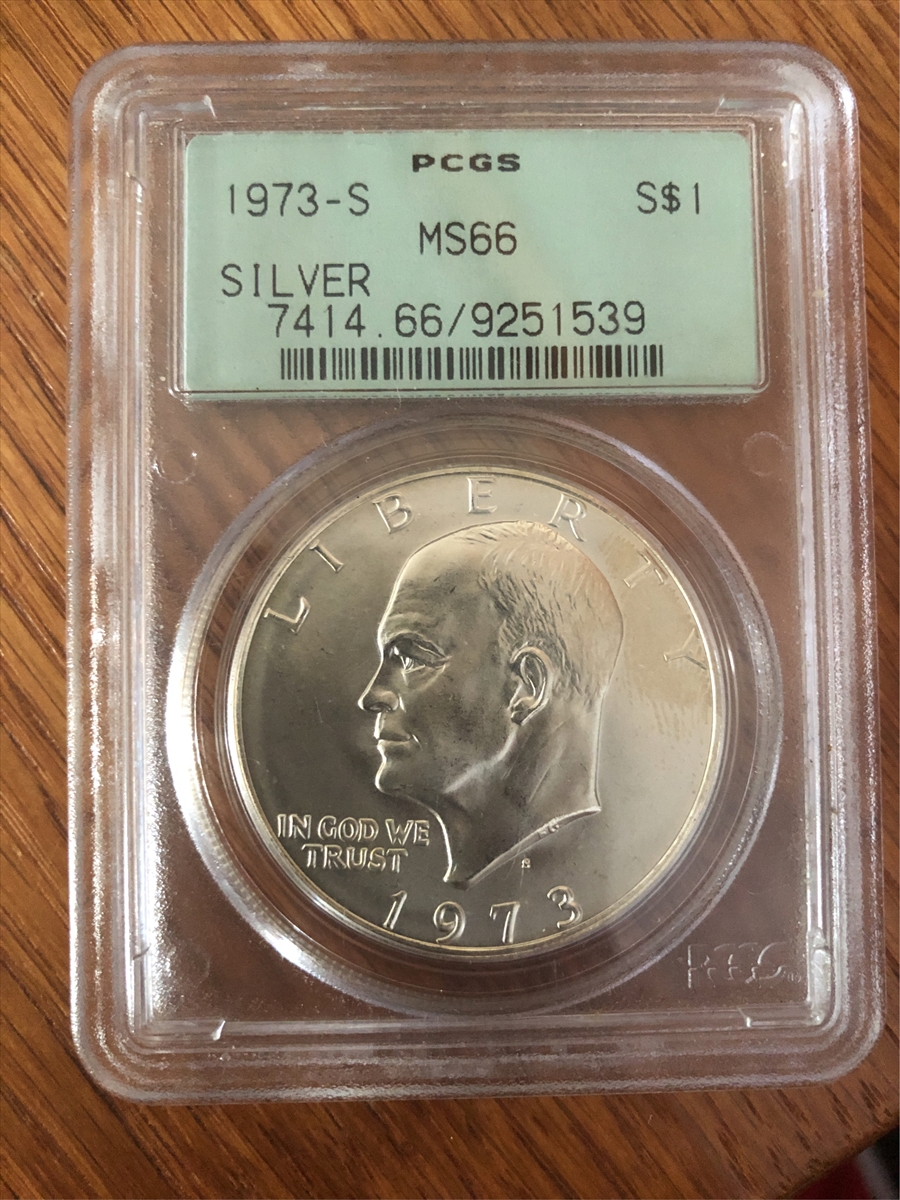 PCGS
1973-S S$1
MS66
SILVER
7414.66/9251539
LIBERTY
IN GOD WE
TRUST
S
1973
PCGS